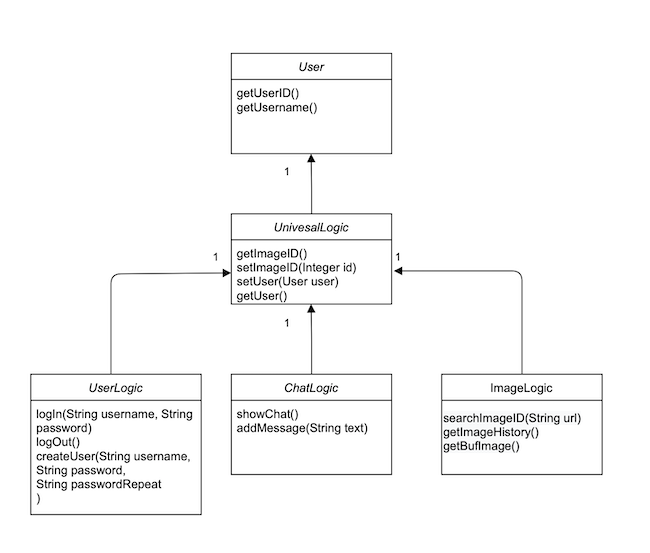 User
getUserID()
getUsername()
1
UnivesalLogic
getImageID()
setImageID(Integer id)
setUser(User user)
getUser()
1
1
1
UserLogic
logIn(String username, String
password)
logOut()
createUser(String username,
String password,
String passwordRepeat
)
ChatLogic
showChat()
addMessage(String text)
ImageLogic
searchImageID(String url)
getImageHistory()
getBufImage()